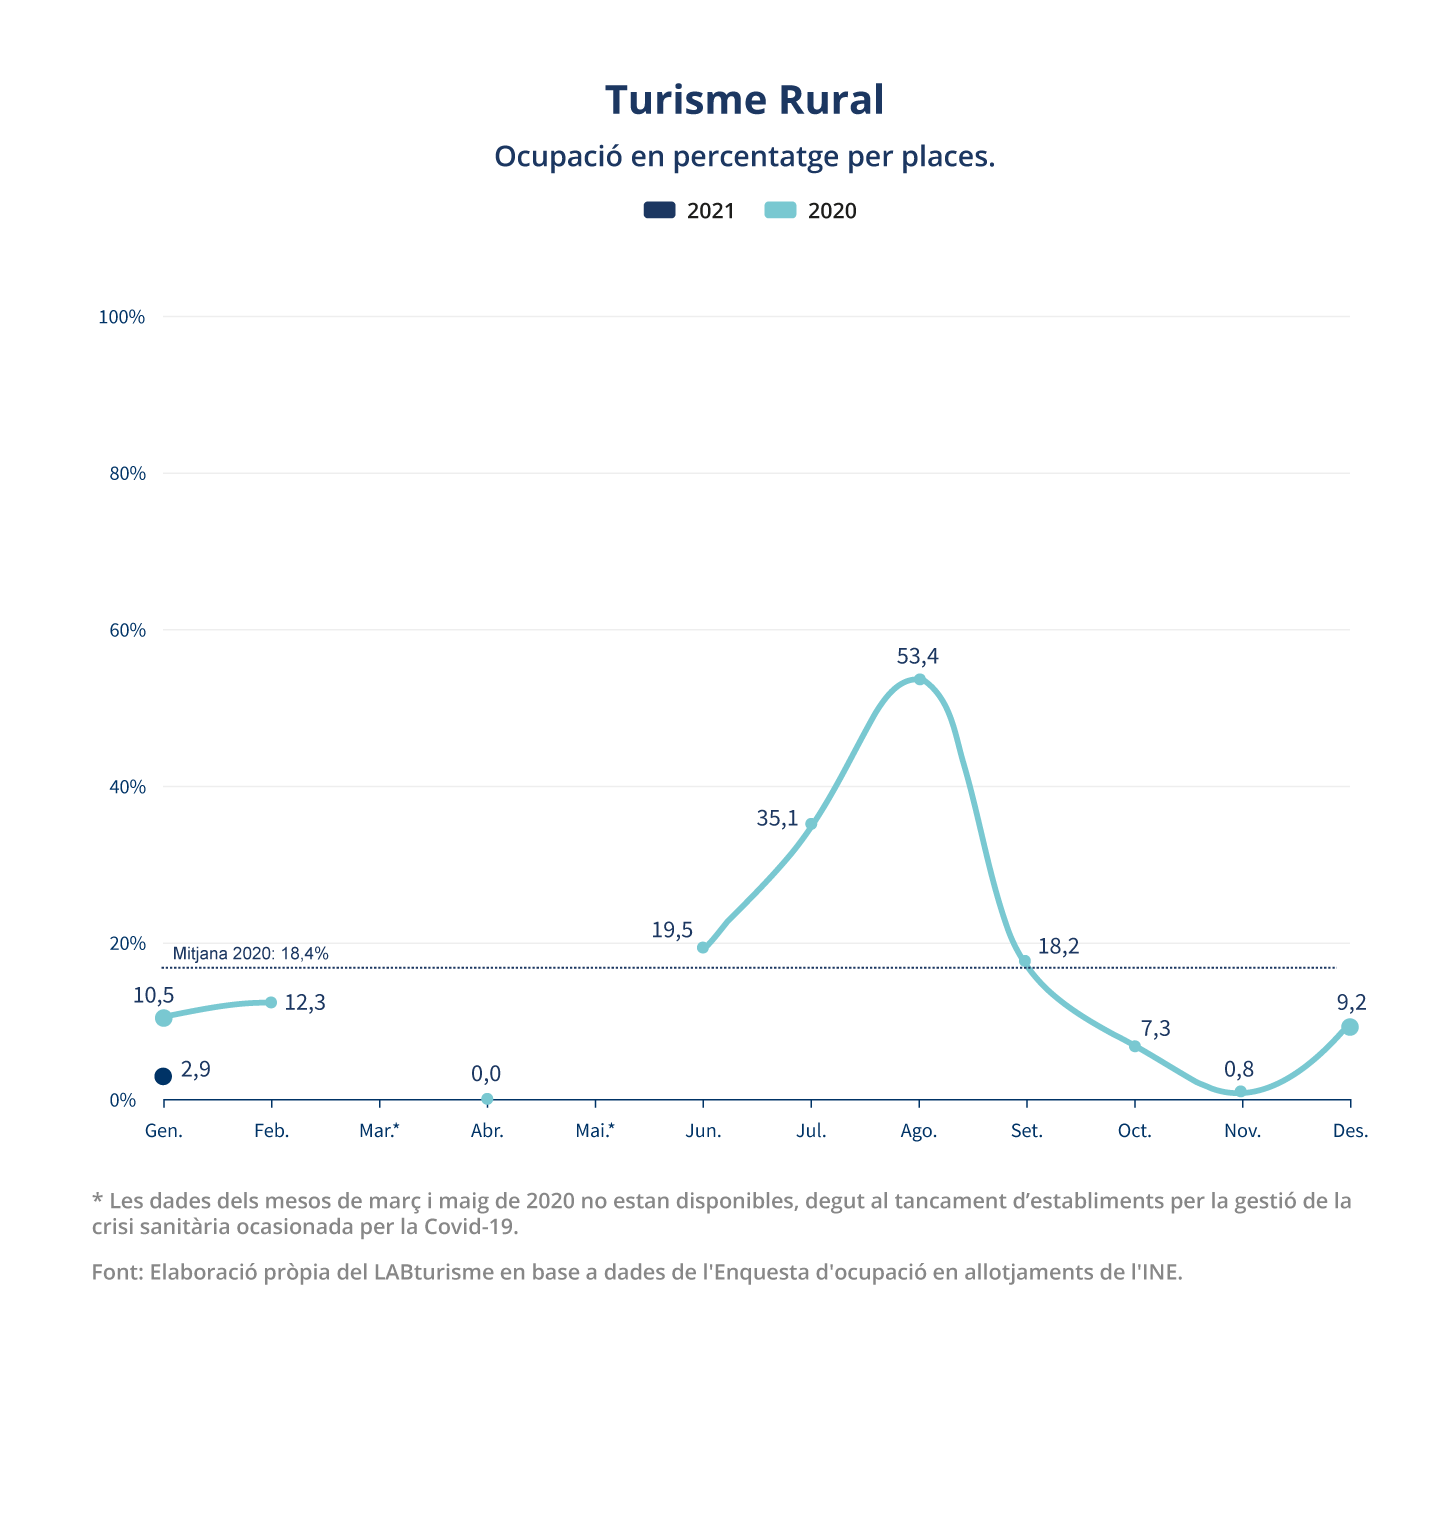 Turisme Rural
Ocupació en percentatge per places.
2021 2020
100%
80%
60%
53,4
40%
35,1
19,5
20%
18,2
Mitjana 2020: 18,4%
10,5
12,3
9,2
7,3
2,9
0,0
0,8
0%
Gen. Feb. Mar.* Abr. Mai.* Jun. Jul. Ago. Set. Oct. Nov. Des.
* Les dades dels mesos de març i maig de 2020 no estan disponibles, degut al tancament d’establiments per la gestió de la
crisi sanitària ocasionada per la Covid-19.
Font: Elaboració pròpia del LABturisme en base a dades de l'Enquesta d'ocupació en allotjaments de l'INE.